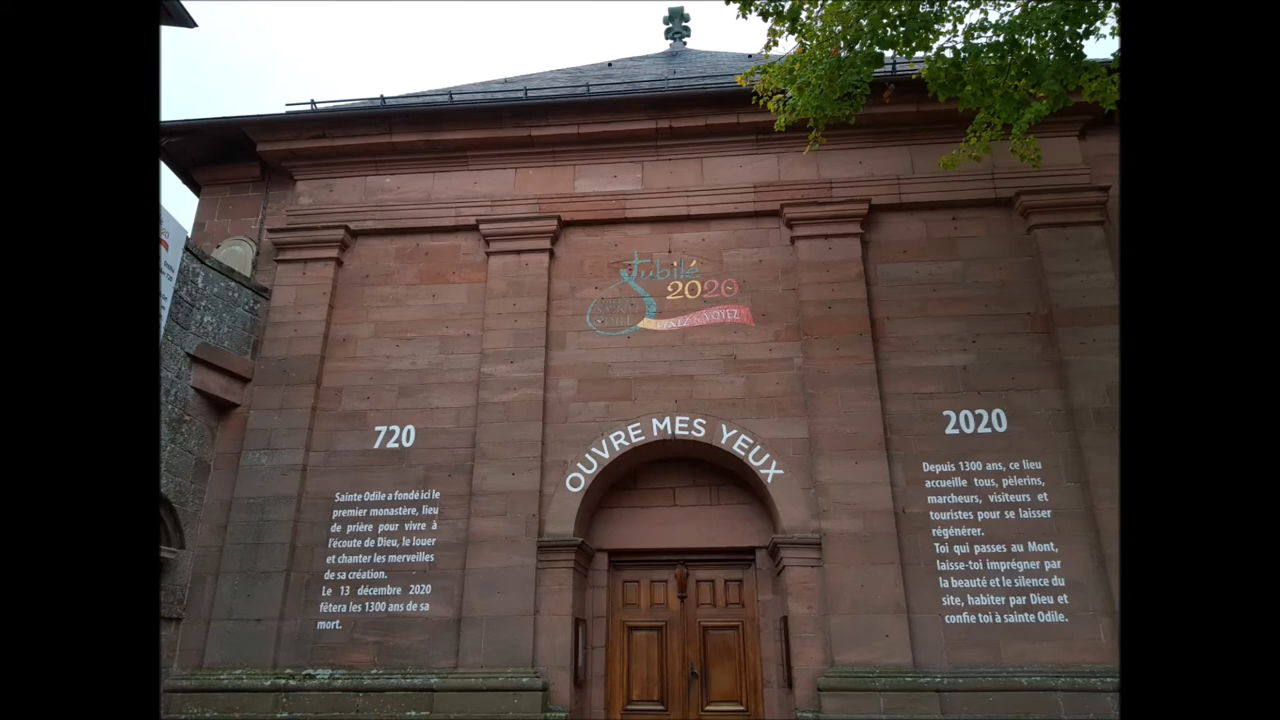 Jubilé
2020
ODILE
VENEZ & VOYEZ
OUVRE MES YEUX
720
Sainte Odile a fondé ici le
premier monastère, lieu
de prière pour vivre à
l'écoute de Dieu, le louer
et chanter les merveilles
de sa création.
Le 13 décembre 2020
fêtera les 1300 ans de sa
mort.
2020
Depuis 1300 ans, ce lieu
accueille tous, pèlerins,
marcheurs, visiteurs et
touristes pour se laisser
régénérer.
Toi qui passes au Mont,
laisse-toi imprégner par
la beauté et le silence du
site, habiter par Dieu et
confie toi à sainte Odile.